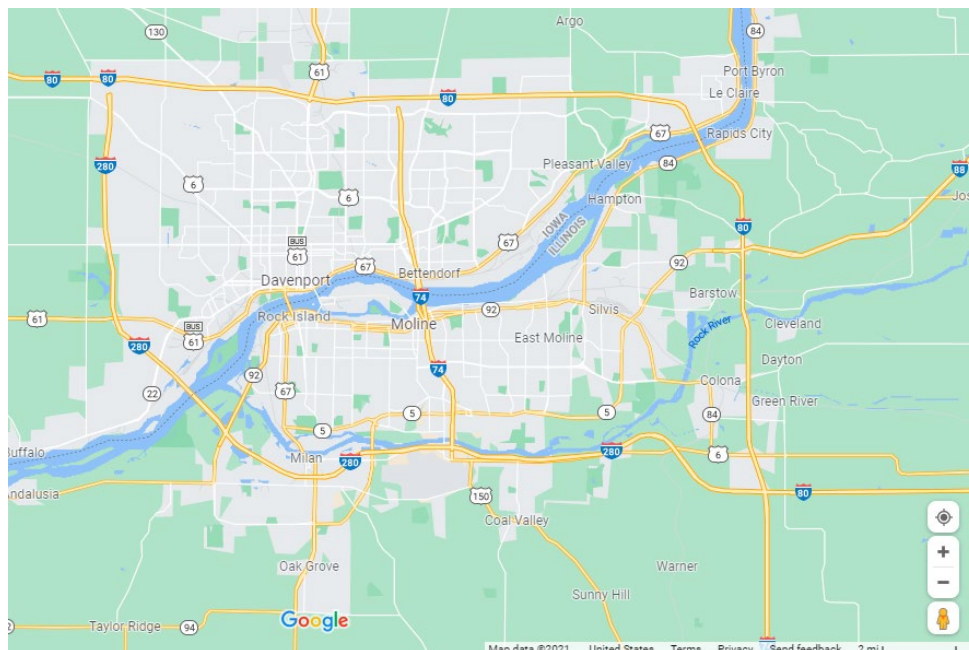 Argo
84
130
61
Port Byron
80
80
80
Le Claire
67
Rapids City
280
Pleasant Valley
84
88
6
6
Hampton
IOWA
ILLINOIS
80
BUS
61
67
67
92
Davenport
Bettendorf
74
Barstow
61
Rock Island
92
Silvis
Moline
Cleveland
BUS
61
East Moline
Rock River
280
Dayton
92
74
Colona
22
67
Green River
5
5
84
5
Buffalo
Milan
280
280
6
Andalusia
150
80
Coal Valley
Oak Grove
Warner
Sunny Hill
Google
Taylor Ridge
94
Map data ©2021 United States Terms Privacy Send feedback 2 mi